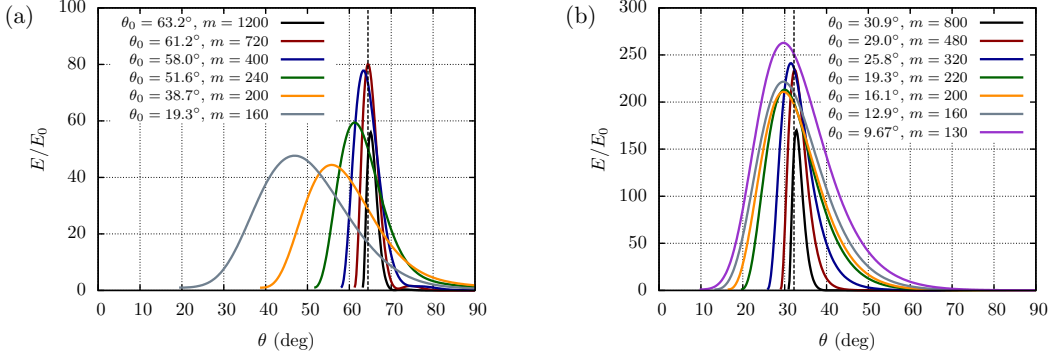 (a)
E/E₀
100
80
60
40
20
0
θ₀ = 63.2°, m = 1200
θ₀ = 61.2°, m = 720
θ₀ = 58.0°, m = 400
θ₀ = 51.6°, m = 240
θ₀ = 38.7°, m = 200
θ₀ = 19.3°, m = 160
0 10 20 30 40 50 60 70 80 90
θ (deg)
(b)
E/E₀
300
250
200
150
100
50
0
θ₀ = 30.9°, m = 800
θ₀ = 29.0°, m = 480
θ₀ = 25.8°, m = 320
θ₀ = 19.3°, m = 220
θ₀ = 16.1°, m = 200
θ₀ = 12.9°, m = 160
θ₀ = 9.67°, m = 130
0 10 20 30 40 50 60 70 80 90
θ (deg)